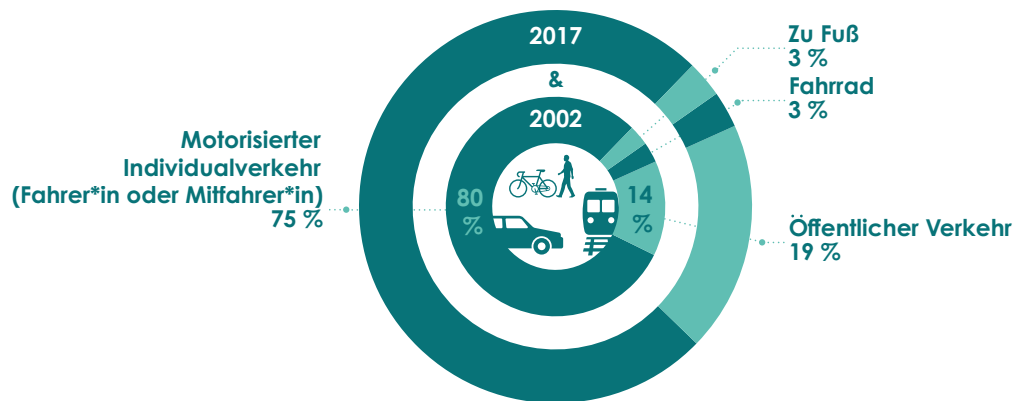 2017
&
2002
Zu Fuß
3 %
Fahrrad
3 %
Motorisierter
Individualverkehr
(Fahrer*in oder Mitfahrer*in)
75 %
80
%
14
%
Öffentlicher Verkehr
19 %